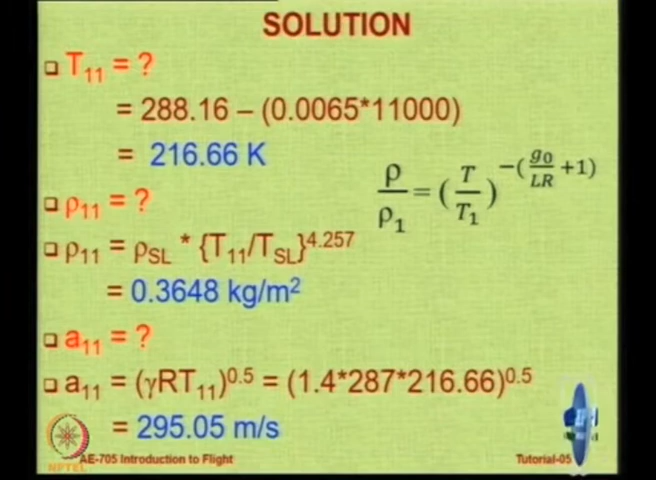 SOLUTION
T₁₁ = ?
= 288.16 – (0.0065*11000)
= 216.66 K
ρ/ρ₁ = (T/T₁)^–(g₀/LR +1)
ρ₁₁ = ?
ρ₁₁ = ρSL * {T₁₁/TSL}^4.257
= 0.3648 kg/m²
a₁₁ = ?
a₁₁ = (γRT₁₁)^0.5 = (1.4*287*216.66)^0.5
= 295.05 m/s
NPTEL
AE-705 Introduction to Flight
Tutorial-05